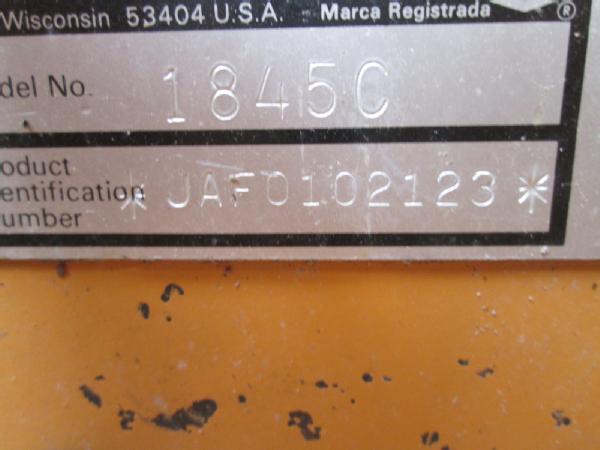 Wisconsin 53404 U.S.A. Marca Registrada ®
del No. 1845C
oduct
entification *JAF0102123*
umber